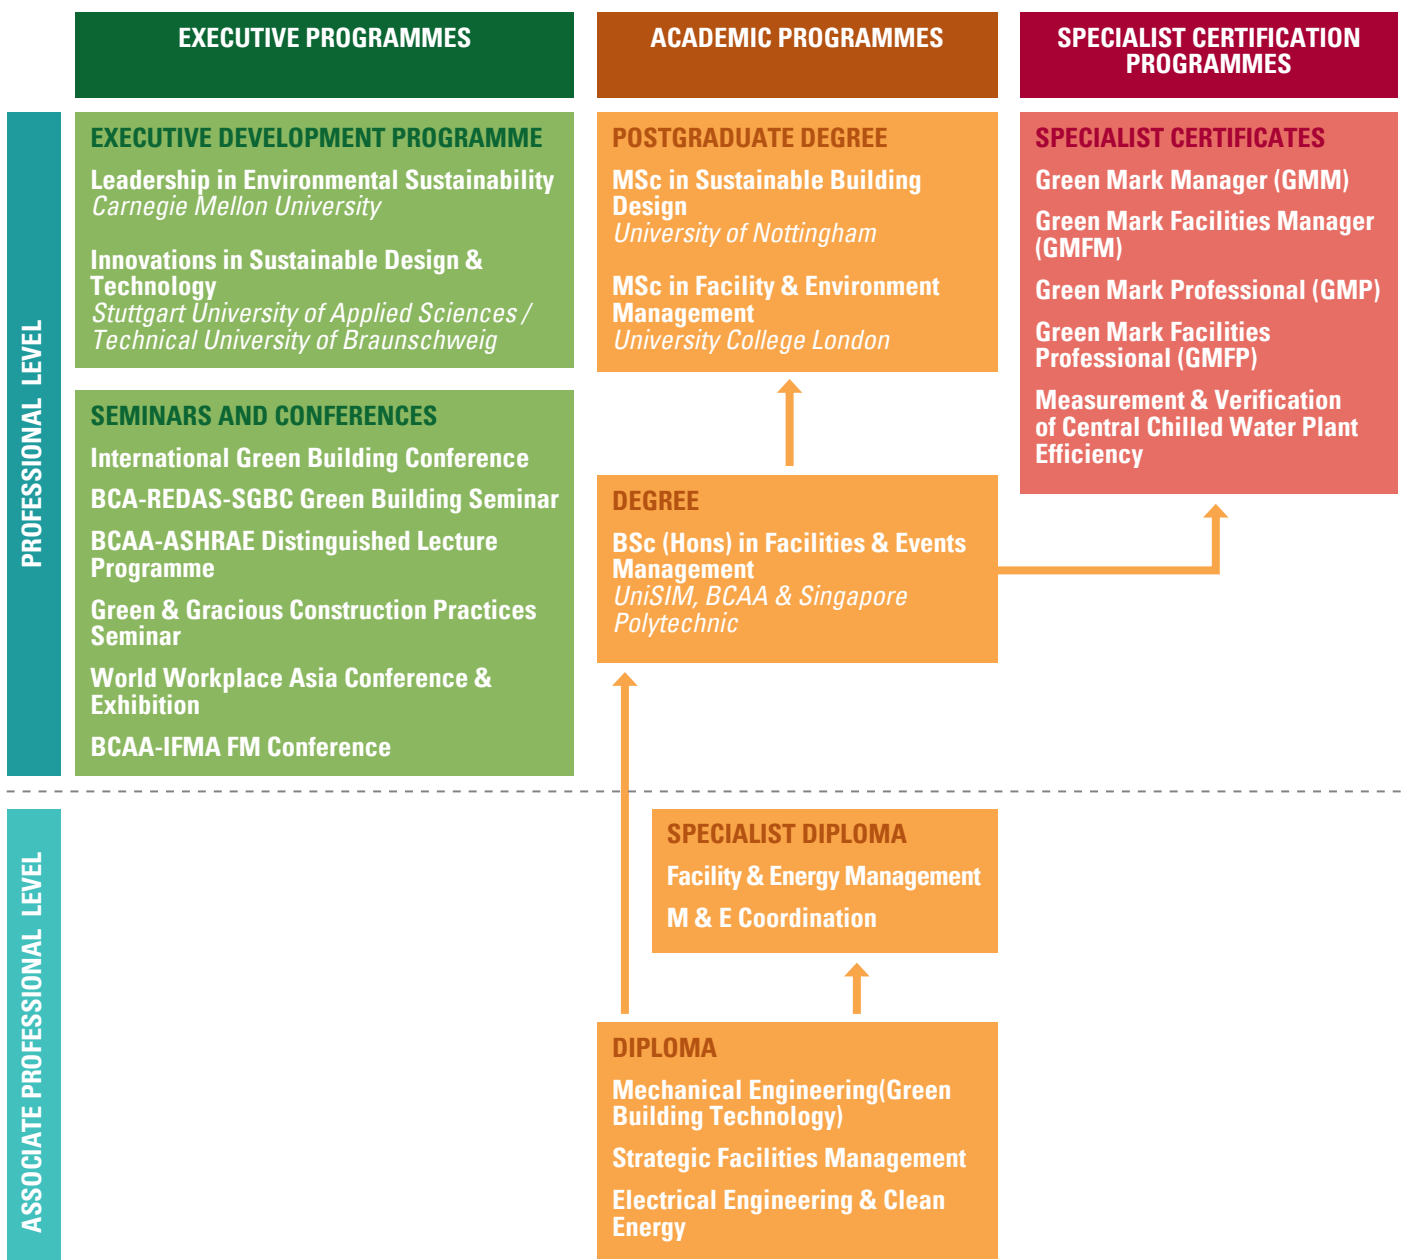 EXECUTIVE PROGRAMMES
ACADEMIC PROGRAMMES
SPECIALIST CERTIFICATION
PROGRAMMES
PROFESSIONAL LEVEL
EXECUTIVE DEVELOPMENT PROGRAMME
Leadership in Environmental Sustainability
Carnegie Mellon University
Innovations in Sustainable Design &
Technology
Stuttgart University of Applied Sciences /
Technical University of Braunschweig
SEMINARS AND CONFERENCES
International Green Building Conference
BCA-REDAS-SGBC Green Building Seminar
BCAA-ASHRAE Distinguished Lecture
Programme
Green & Gracious Construction Practices
Seminar
World Workplace Asia Conference &
Exhibition
BCAA-IFMA FM Conference
POSTGRADUATE DEGREE
MSc in Sustainable Building
Design
University of Nottingham
MSc in Facility & Environment
Management
University College London
DEGREE
BSc (Hons) in Facilities & Events
Management
UniSIM, BCAA & Singapore
Polytechnic
SPECIALIST CERTIFICATES
Green Mark Manager (GMM)
Green Mark Facilities Manager
(GMFM)
Green Mark Professional (GMP)
Green Mark Facilities
Professional (GMFP)
Measurement & Verification
of Central Chilled Water Plant
Efficiency
ASSOCIATE PROFESSIONAL LEVEL
SPECIALIST DIPLOMA
Facility & Energy Management
M & E Coordination
DIPLOMA
Mechanical Engineering(Green
Building Technology)
Strategic Facilities Management
Electrical Engineering & Clean
Energy